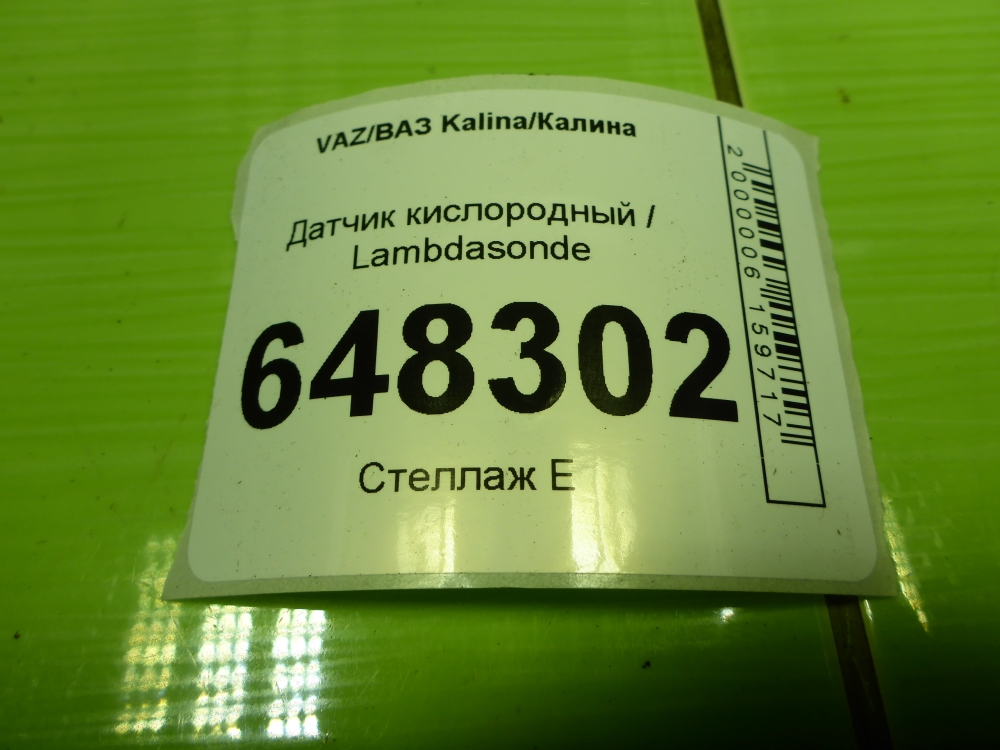 VAZ/ВАЗ Kalina/Калина
Датчик кислородный /
Lambdasonde
648302
Стеллаж Е
2000006159717